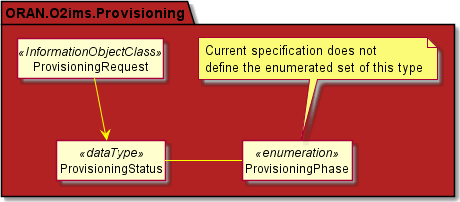 ORAN.O2ims.Provisioning
«InformationObjectClass»
ProvisioningRequest
Current specification does not
define the enumerated set of this type
«dataType»
ProvisioningStatus
«enumeration»
ProvisioningPhase